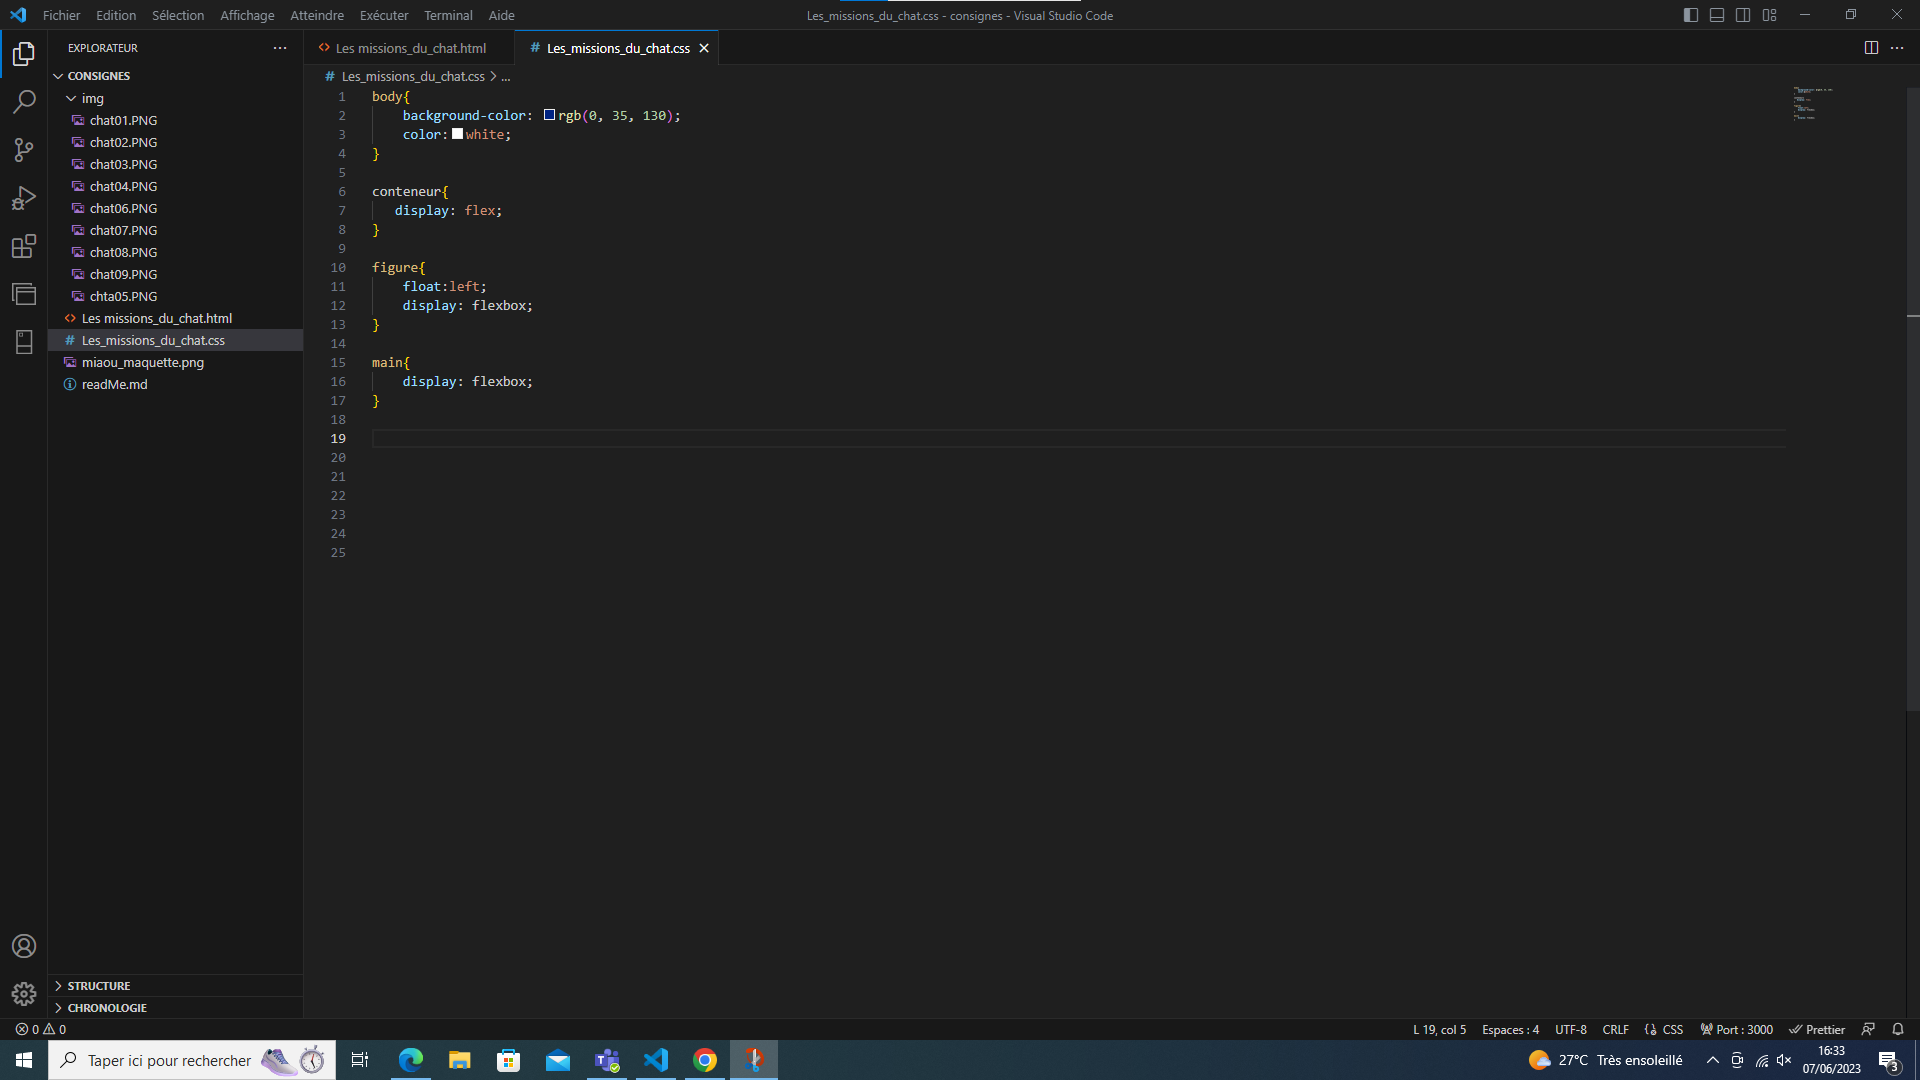 Fichier Edition Sélection Affichage Atteindre Exécuter Terminal Aide
Les_missions_du_chat.css - consignes - Visual Studio Code
EXPLORATEUR
CONSIGNES
img
chat01.PNG
chat02.PNG
chat03.PNG
chat04.PNG
chat06.PNG
chat07.PNG
chat08.PNG
chat09.PNG
chta05.PNG
Les missions_du_chat.html
Les_missions_du_chat.css
miaou_maquette.png
readMe.md
STRUCTURE
CHRONOLOGIE
Les missions_du_chat.html
# Les_missions_du_chat.css
# Les_missions_du_chat.css > ...
1 body{
2 background-color: rgb(0, 35, 130);
3 color: white;
4 }
5
6 conteneur{
7 display: flex;
8 }
9
10 figure{
11 float:left;
12 display: flexbox;
13 }
14
15 main{
16 display: flexbox;
17 }
18
19
20
21
22
23
24
25
0 0
L 19, col 5 Espaces : 4 UTF-8 CRLF CSS Port : 3000 Prettier
Taper ici pour rechercher
27°C Très ensoleillé
16:33
07/06/2023
3